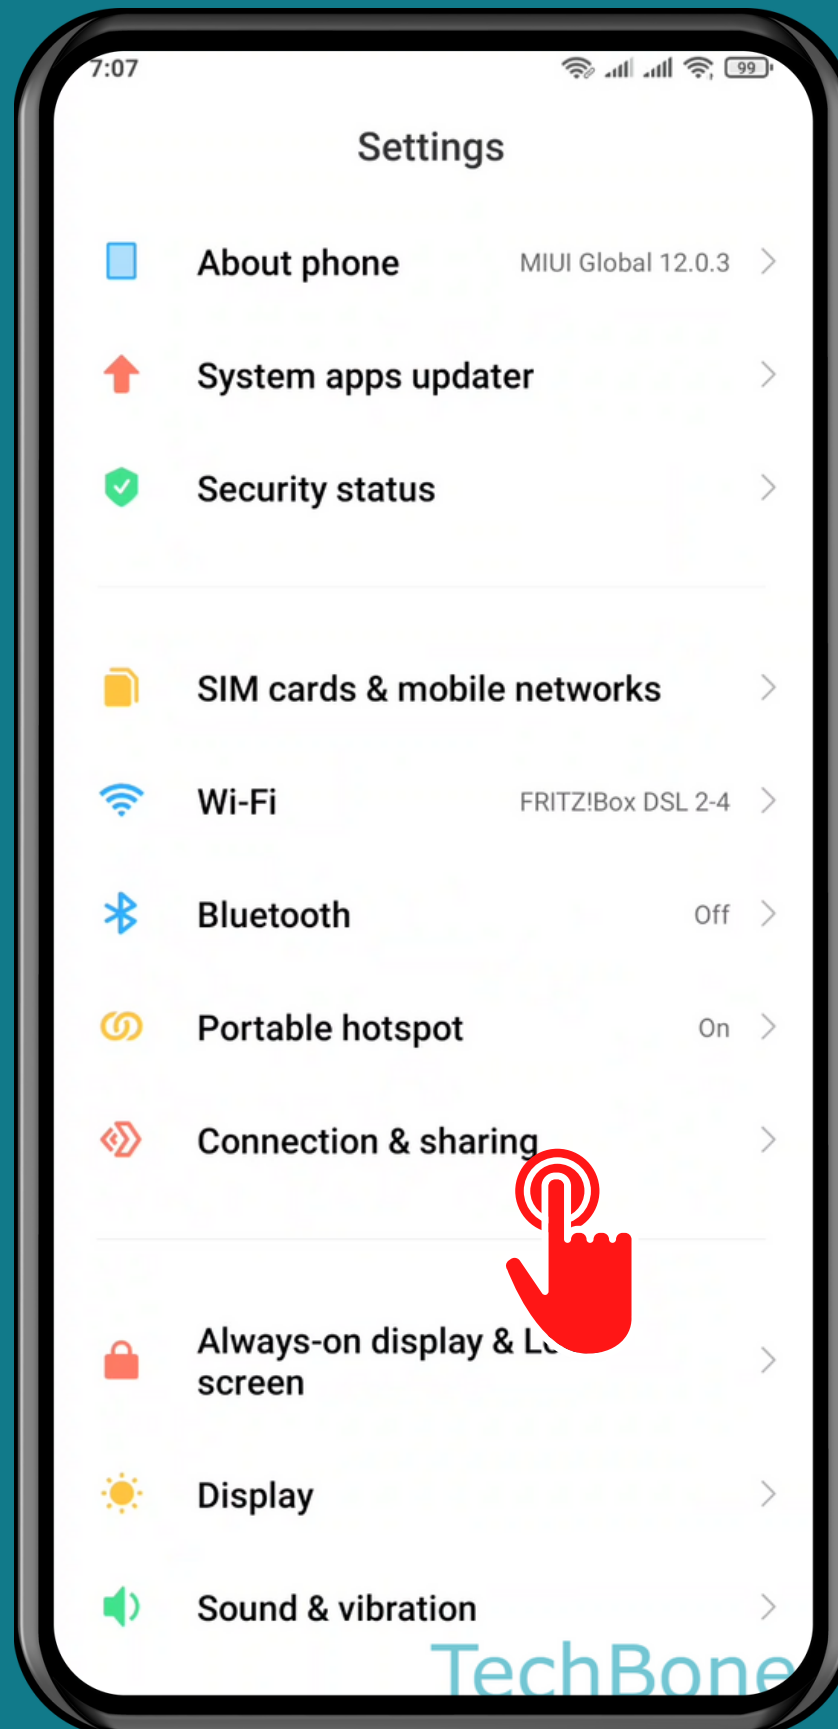 7:07
99
Settings
About phone
MIUI Global 12.0.3
System apps updater
Security status
SIM cards & mobile networks
Wi-Fi
FRITZ!Box DSL 2-4
Bluetooth
Off
Portable hotspot
On
Connection & sharing
Always-on display &
screen
Display
Sound & vibration
TechBone